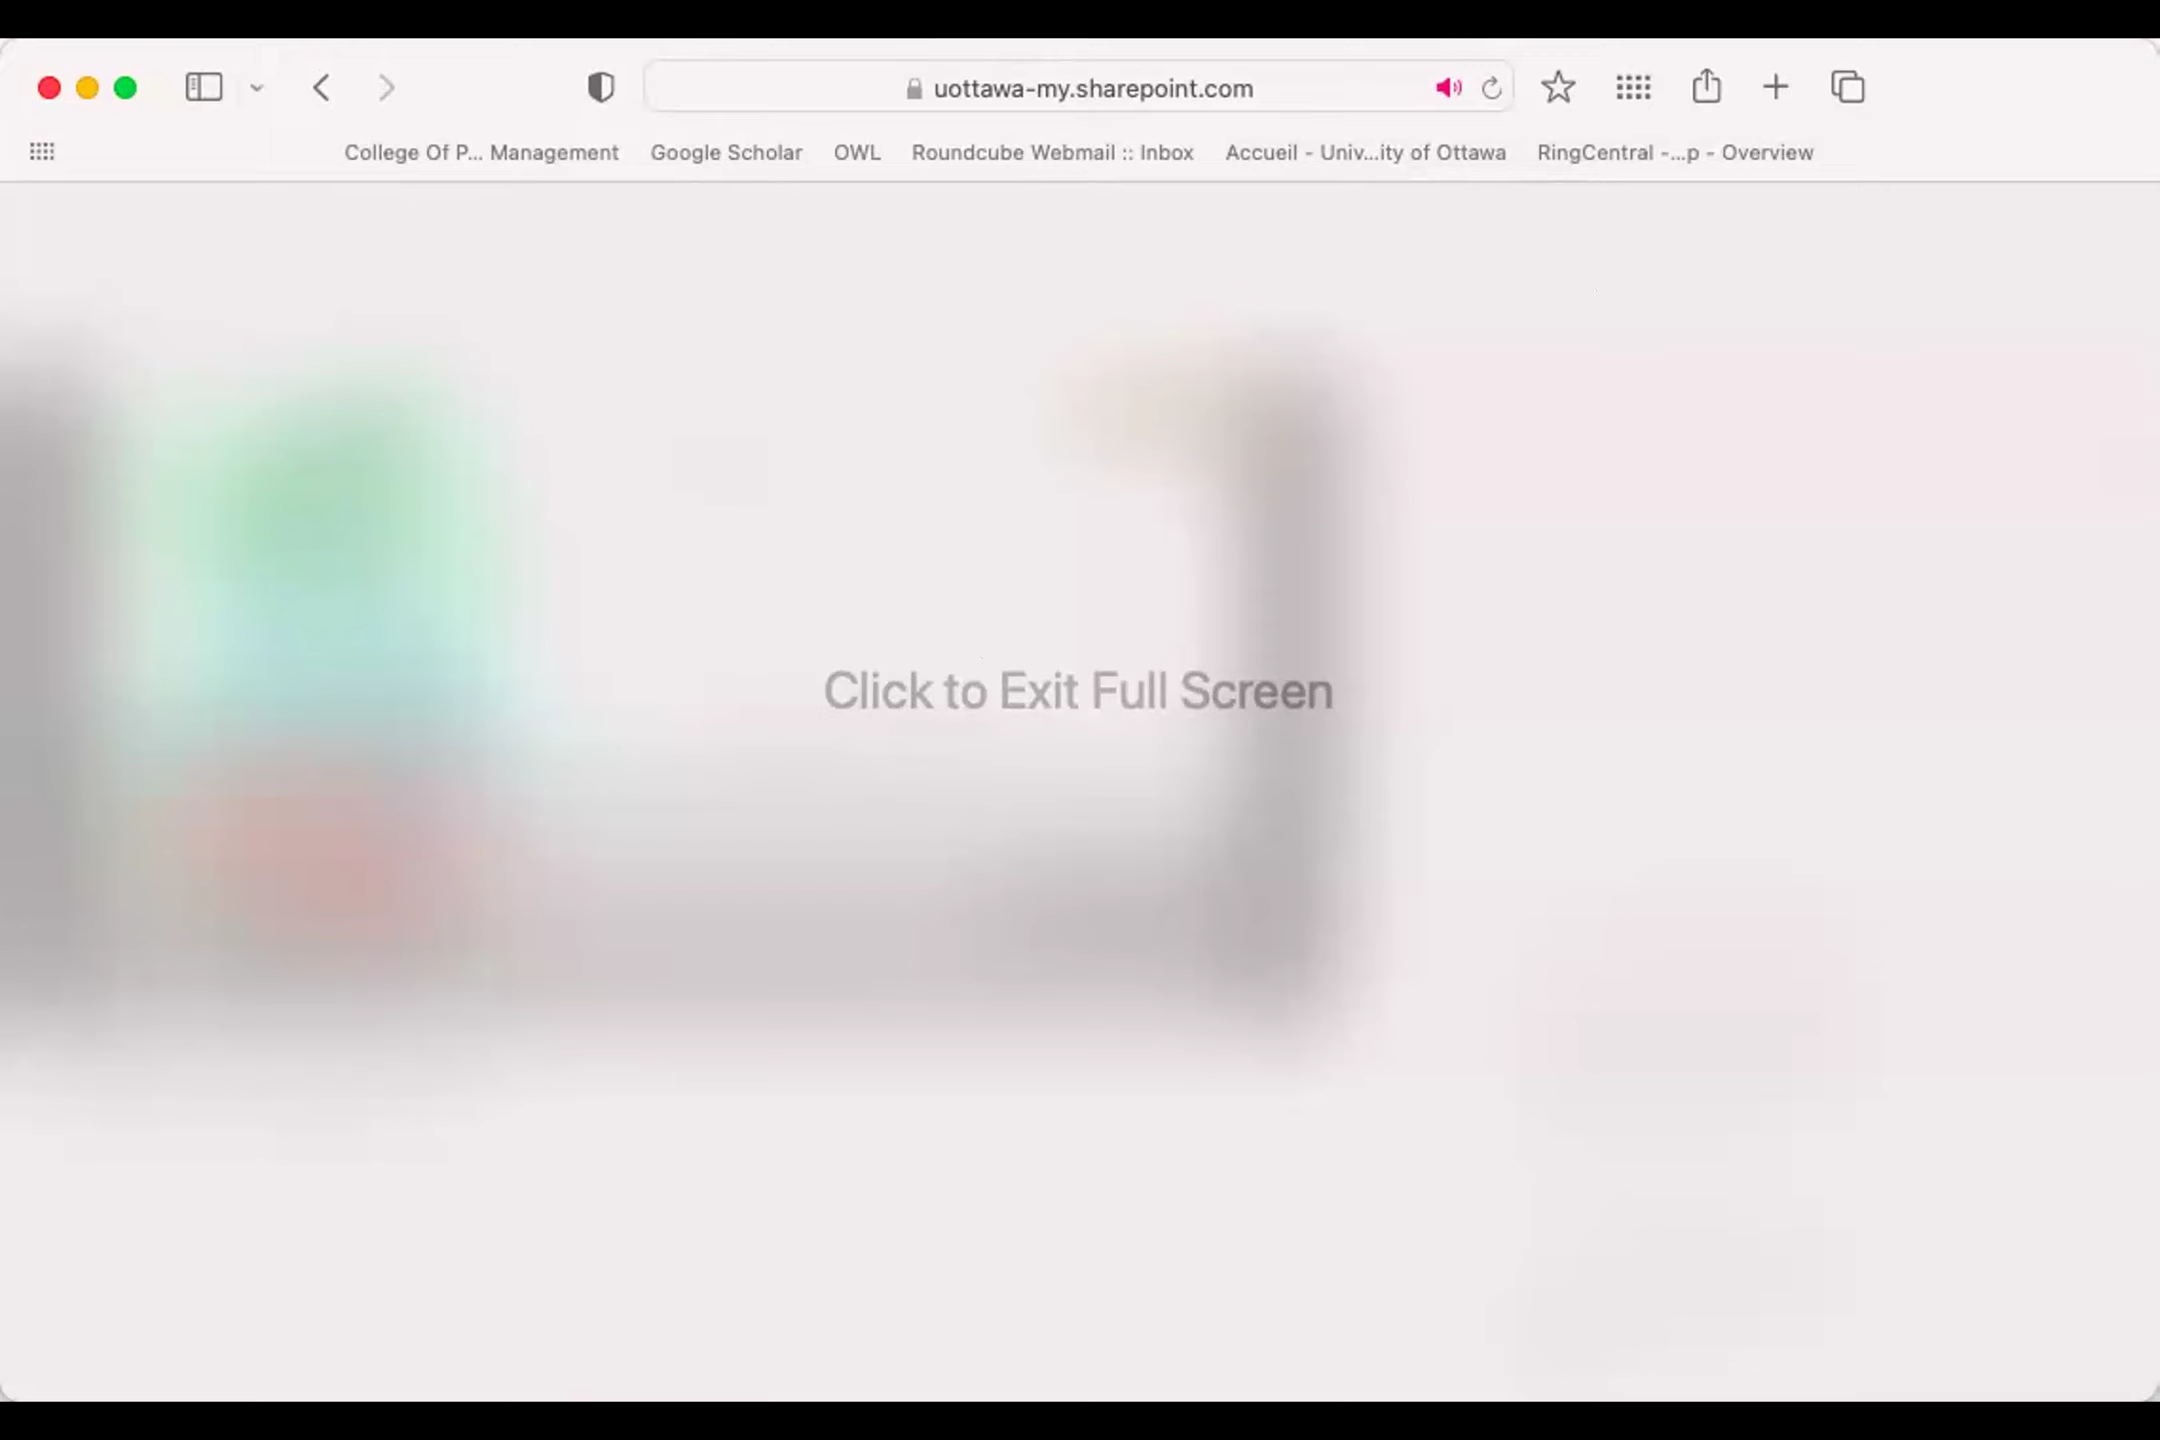 uottawa-my.sharepoint.com
College Of P... Management Google Scholar OWL Roundcube Webmail :: Inbox Accueil - Univ...ity of Ottawa RingCentral -...p - Overview
Click to Exit Full Screen